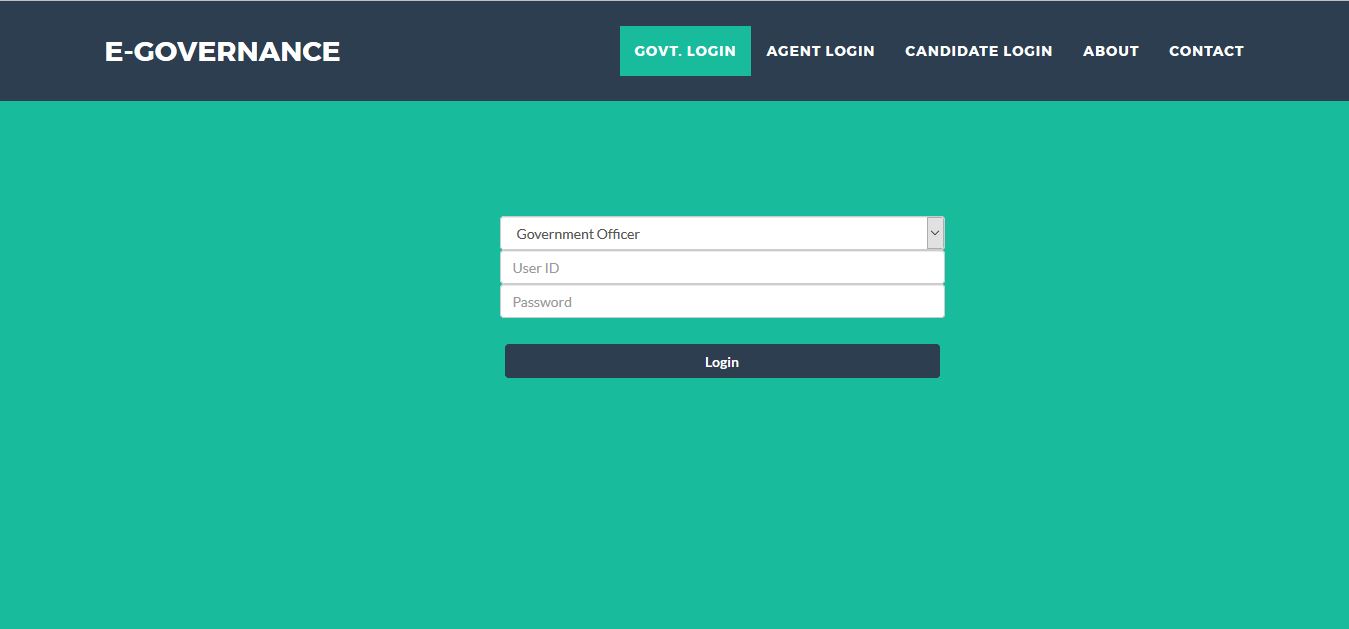 E-GOVERNANCE
GOVT. LOGIN AGENT LOGIN CANDIDATE LOGIN ABOUT CONTACT
Government Officer
User ID
Password
Login